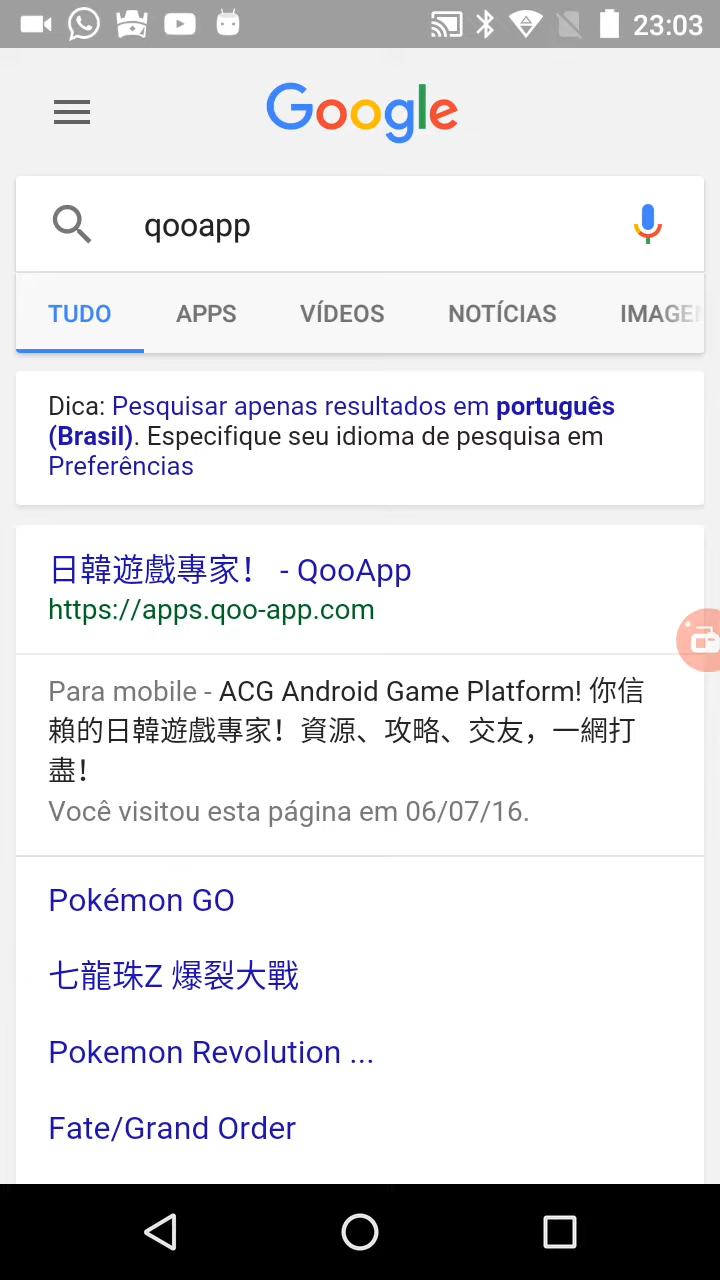 23:03
Google
qooapp
TUDO APPS VÍDEOS NOTÍCIAS IMAGEN
Dica: Pesquisar apenas resultados em português
(Brasil). Especifique seu idioma de pesquisa em
Preferências
日韓遊戲專家！ - QooApp
https://apps.qoo-app.com
Para mobile - ACG Android Game Platform! 你信
賴的日韓遊戲專家！資源、攻略、交友，一網打
盡！
Você visitou esta página em 06/07/16.
Pokémon GO
七龍珠Z 爆裂大戰
Pokemon Revolution ...
Fate/Grand Order